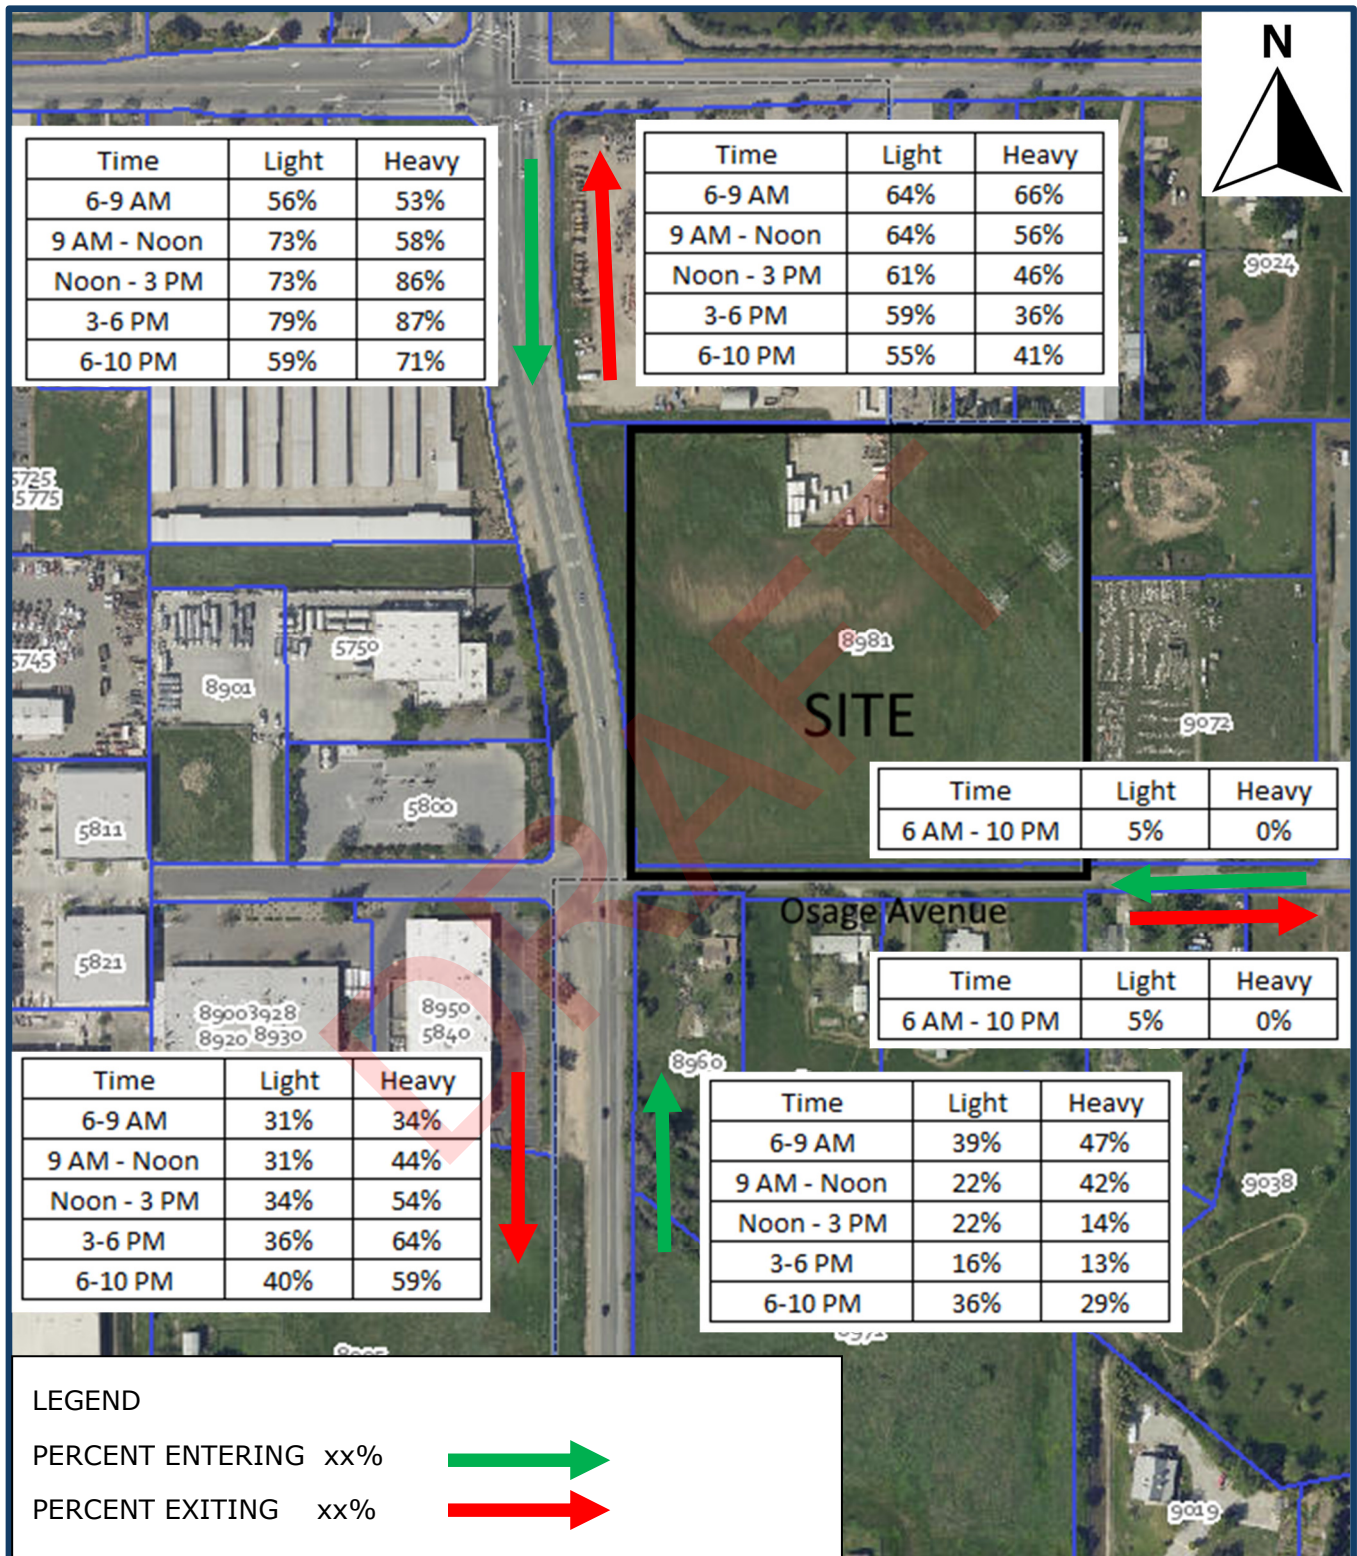 N
Time Light Heavy
6-9 AM 56% 53%
9 AM - Noon 73% 58%
Noon - 3 PM 73% 86%
3-6 PM 79% 87%
6-10 PM 59% 71%
Time Light Heavy
6-9 AM 64% 66%
9 AM - Noon 64% 56%
Noon - 3 PM 61% 46%
3-6 PM 59% 36%
6-10 PM 55% 41%
9024
5725
5775
5745
8901
5750
8981
SITE
9072
5800
5811
Time Light Heavy
6 AM - 10 PM 5% 0%
Osage Avenue
5821
Time Light Heavy
6 AM - 10 PM 5% 0%
8900 3928
8920 8930
8950
5840
8960
DRAFT
Time Light Heavy
6-9 AM 31% 34%
9 AM - Noon 31% 44%
Noon - 3 PM 34% 54%
3-6 PM 36% 64%
6-10 PM 40% 59%
Time Light Heavy
6-9 AM 39% 47%
9 AM - Noon 22% 42%
Noon - 3 PM 22% 14%
3-6 PM 16% 13%
6-10 PM 36% 29%
9038
LEGEND
PERCENT ENTERING xx%
PERCENT EXITING xx%
9019